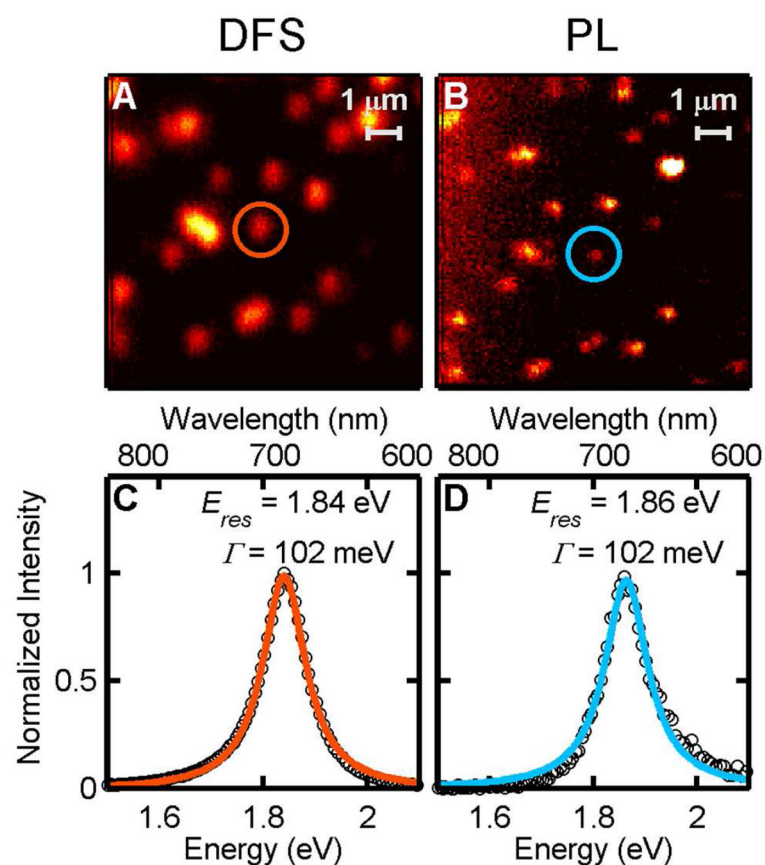 DFS PL
A 1 μm B 1 μm
Wavelength (nm) Wavelength (nm)
800 700 600 800 700 600
C E_res = 1.84 eV D E_res = 1.86 eV
Γ = 102 meV Γ = 102 meV
Normalized Intensity
1
0.5
0
1.6 1.8 2 1.6 1.8 2
Energy (eV) Energy (eV)